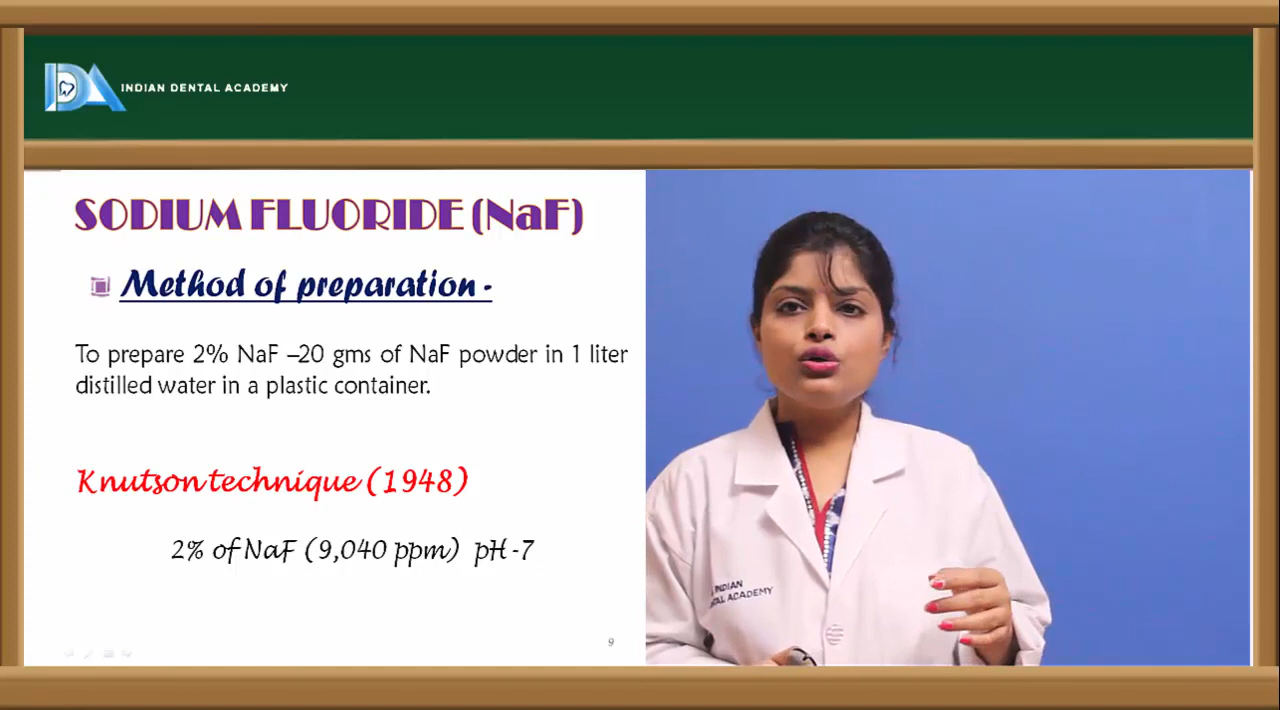 INDIAN DENTAL ACADEMY
SODIUM FLUORIDE (NaF)
Method of preparation -
To prepare 2% NaF –20 gms of NaF powder in 1 liter
distilled water in a plastic container.
Knutson technique (1948)
2% of NaF (9,040 ppm) pH -7
9
INDIAN
DENTAL ACADEMY